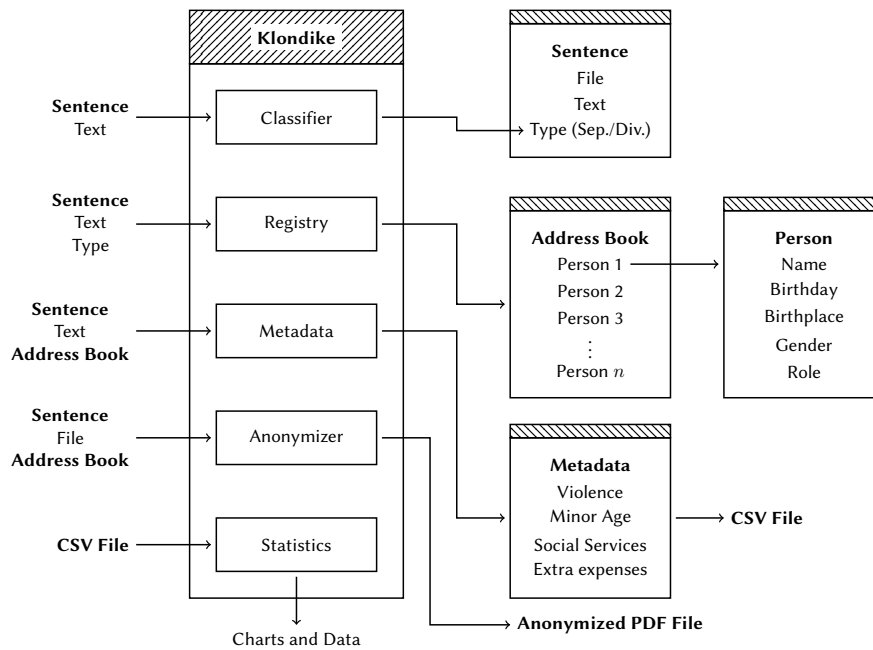 Klondike
Sentence
Text
Classifier
Sentence
File
Text
Type (Sep./Div.)
Sentence
Text
Type
Registry
Address Book
Person 1
Person 2
Person 3
⋮
Person n
Person
Name
Birthday
Birthplace
Gender
Role
Sentence
Text
Address Book
Metadata
Metadata
Violence
Minor Age
Social Services
Extra expenses
CSV File
Sentence
File
Address Book
Anonymizer
Anonymized PDF File
CSV File
Statistics
Charts and Data